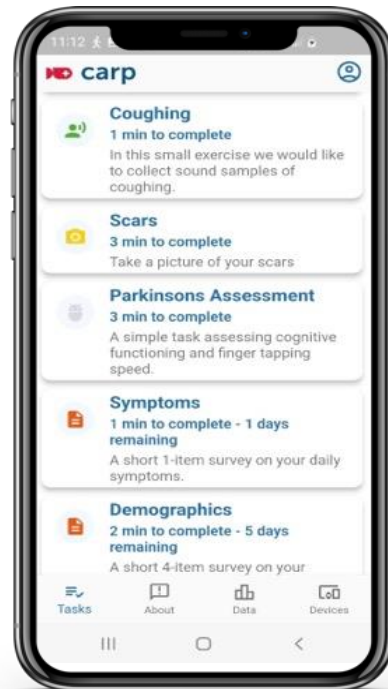 11:12
carp
Coughing
1 min to complete
In this small exercise we would like
to collect sound samples of
coughing.
Scars
3 min to complete
Take a picture of your scars
Parkinsons Assessment
3 min to complete
A simple task assessing cognitive
functioning and finger tapping
speed.
Symptoms
1 min to complete - 1 days
remaining
A short 1-item survey on your daily
symptoms.
Demographics
2 min to complete - 5 days
remaining
A short 4-item survey on your
Tasks
About
Data
Devices